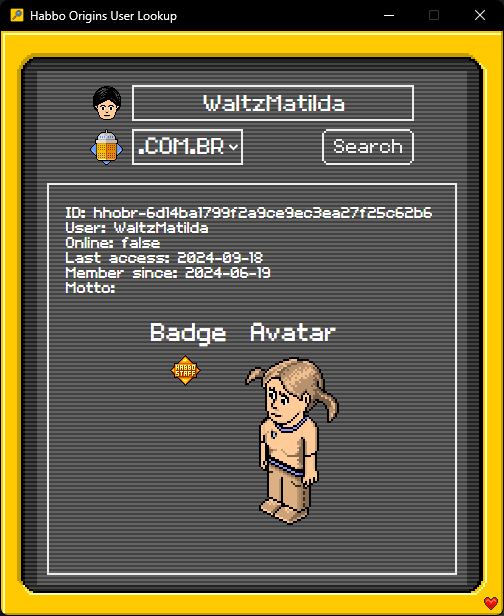 Habbo Origins User Lookup
WaltzMatilda
.COM.BR
Search
ID: hhobr-6d14ba1799f2a9ce9ec3ea27f25c62b6
User: WaltzMatilda
Online: false
Last access: 2024-09-18
Member since: 2024-06-19
Motto:
Badge Avatar
HABBO
STAFF